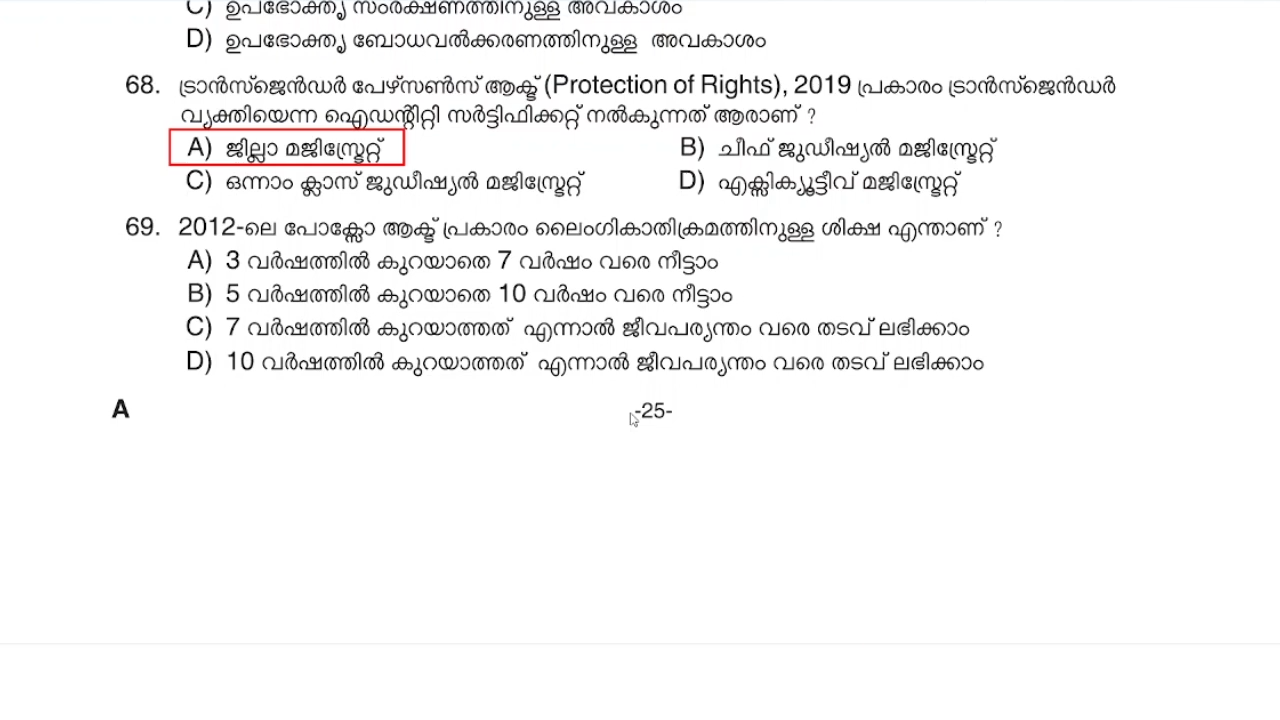 C) ഉപഭോക്തൃ സംരക്ഷണത്തിനുള്ള അവകാശം
D) ഉപഭോക്തൃ ബോധവൽക്കരണത്തിനുള്ള അവകാശം
68. ട്രാൻസ്ജെൻഡർ പേഴ്സൺസ് ആക്ട് (Protection of Rights), 2019 പ്രകാരം ട്രാൻസ്ജെൻഡർ
വ്യക്തിയെന്ന ഐഡന്റിറ്റി സർട്ടിഫിക്കറ്റ് നൽകുന്നത് ആരാണ് ?
A) ജില്ലാ മജിസ്ട്രേറ്റ് B) ചീഫ് ജുഡീഷ്യൽ മജിസ്ട്രേറ്റ്
C) ഒന്നാം ക്ലാസ് ജുഡീഷ്യൽ മജിസ്ട്രേറ്റ് D) എക്സിക്യൂട്ടീവ് മജിസ്ട്രേറ്റ്
69. 2012-ലെ പോക്സോ ആക്ട് പ്രകാരം ലൈംഗികാതിക്രമത്തിനുള്ള ശിക്ഷ എന്താണ് ?
A) 3 വർഷത്തിൽ കുറയാതെ 7 വർഷം വരെ നീട്ടാം
B) 5 വർഷത്തിൽ കുറയാതെ 10 വർഷം വരെ നീട്ടാം
C) 7 വർഷത്തിൽ കുറയാത്തത് എന്നാൽ ജീവപര്യന്തം വരെ തടവ് ലഭിക്കാം
D) 10 വർഷത്തിൽ കുറയാത്തത് എന്നാൽ ജീവപര്യന്തം വരെ തടവ് ലഭിക്കാം
A -25-